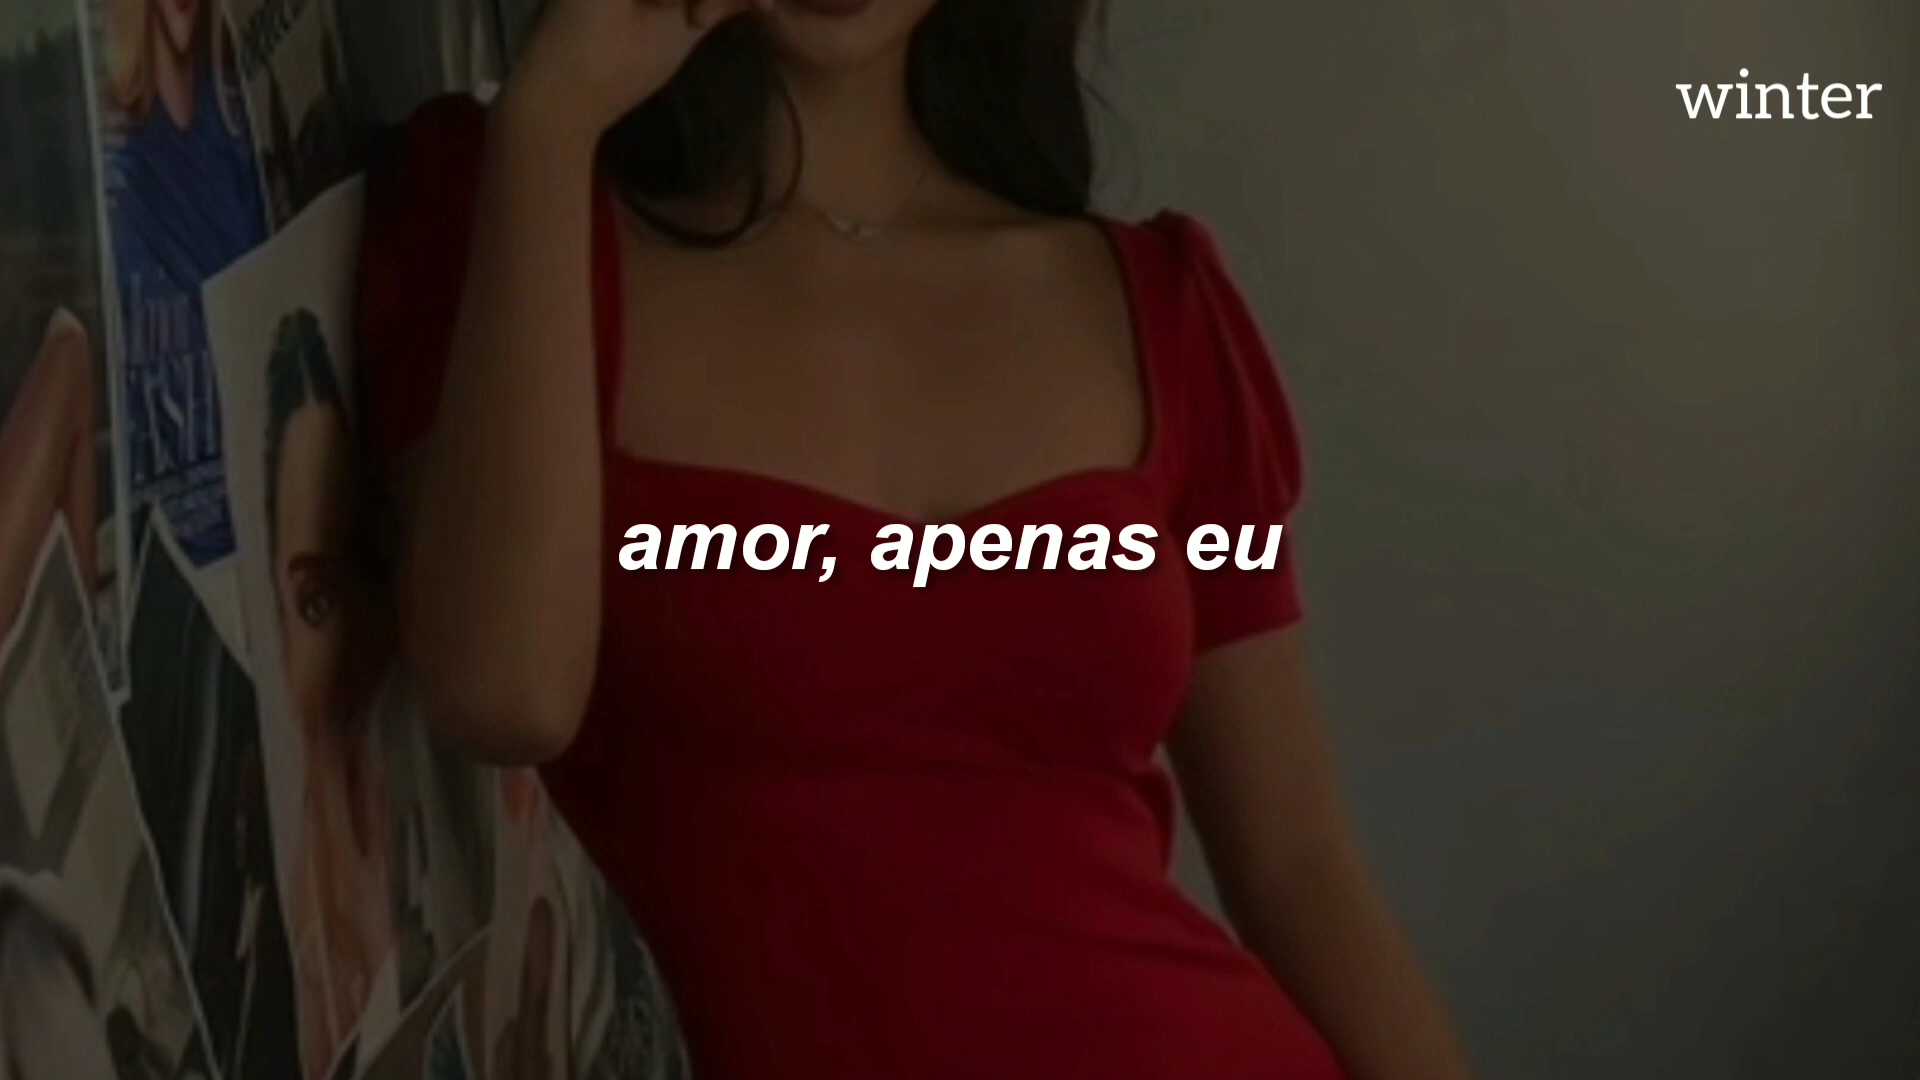 winter
amor, apenas eu